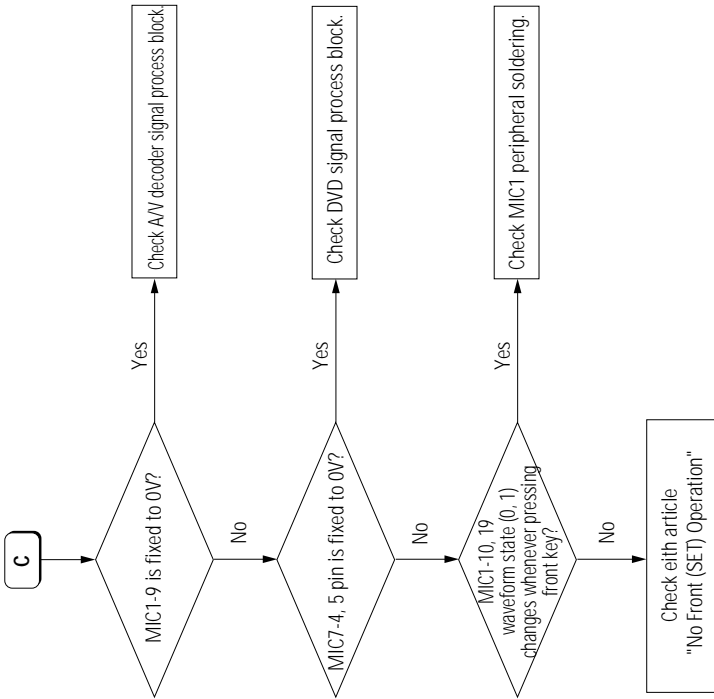 C
MIC1-9 is fixed to 0V?
Yes
Check A/V decoder signal process block.
No
MIC7-4, 5 pin is fixed to 0V?
Yes
Check DVD signal process block.
No
MIC1-10, 19
waveform state (0, 1)
changes whenever pressing
front key?
Yes
Check MIC1 peripheral soldering.
No
Check eith article
"No Front (SET) Operation"